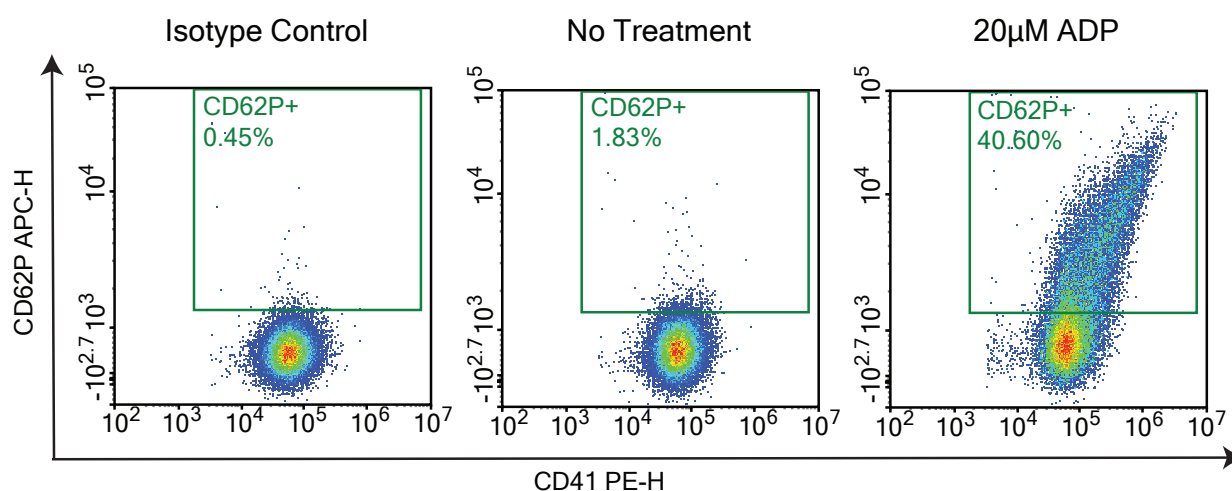 Isotype Control
No Treatment
20µM ADP
CD62P APC-H
10^5
10^4
10^3
-10^2.7
CD62P+
0.45%
10^2 10^3 10^4 10^5 10^6 10^7
10^5
10^4
10^3
-10^2.7
CD62P+
1.83%
10^2 10^3 10^4 10^5 10^6 10^7
10^5
10^4
10^3
-10^2.7
CD62P+
40.60%
10^2 10^3 10^4 10^5 10^6 10^7
CD41 PE-H